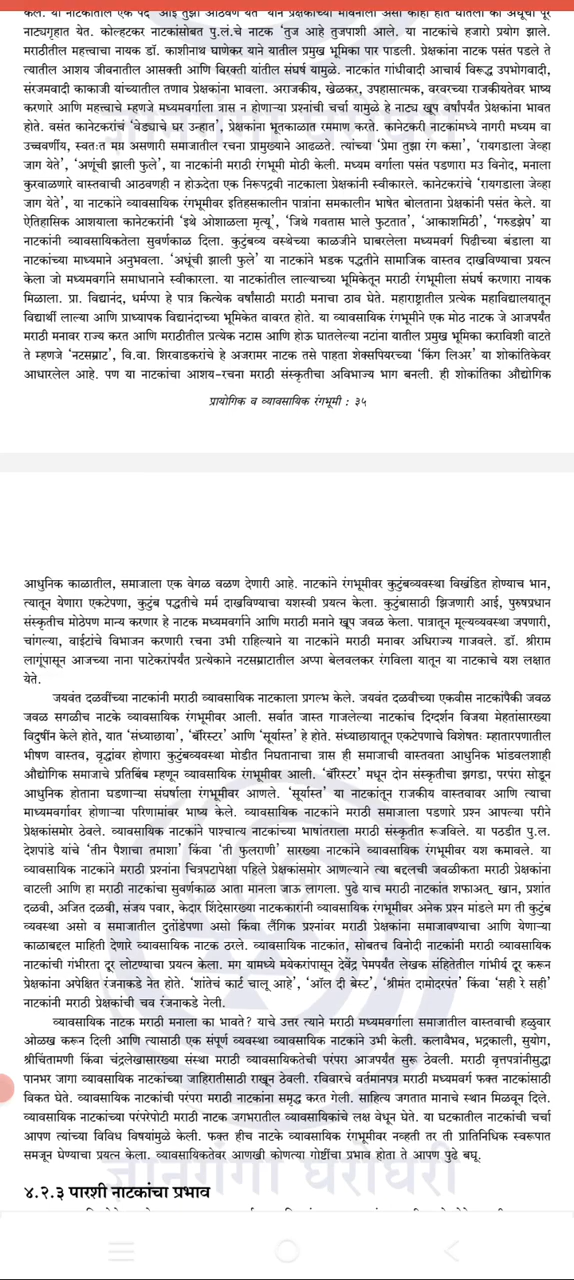 केले. या नाटकातील एक पद 'आई तुझी आठवण येते' याने प्रेक्षकांच्या भावनांना असा काही हात घातला की अश्रूंचा पूर
नाट्यगृहात येत. कोल्हटकर नाटकांसोबत पु.लं.चे नाटक 'तुज आहे तुजपाशी आले. या नाटकांचे हजारो प्रयोग झाले.
मराठीतील महत्त्वाचा नायक डॉ. काशीनाथ घाणेकर याने यातील प्रमुख भूमिका पार पाडली. प्रेक्षकांना नाटक पसंत पडले ते
त्यातील आशय जीवनातील आसक्ती आणि विरक्ती यांतील संघर्ष यामुळे. नाटकांत गांधीवादी आचार्य विरूद्ध उपभोगवादी,
संरजमवादी काकाजी यांच्यातील तणाव प्रेक्षकांना भावला. अराजकीय, खेळकर, उपहासात्मक, वरवरच्या राजकीयतेवर भाष्य
करणारे आणि महत्त्वाचे म्हणजे मध्यमवर्गाला त्रास न होणाऱ्या प्रश्नांची चर्चा यामुळे हे नाट्य खूप वर्षांपर्यंत प्रेक्षकांना भावत
होते. वसंत कानेटकरांचं 'वेड्याचे घर उन्हात', प्रेक्षकांना भूतकाळात रममाण करते. कानेटकरी नाटकांमध्ये नागरी मध्यम वा
उच्चवर्णीय, स्वतःत मग्न असणारी समाजातील रचना प्रामुख्याने आढळते. त्यांच्या 'प्रेमा तुझा रंग कसा', 'रायगडाला जेव्हा
जाग येते', 'अणूंची झाली फुले', या नाटकांनी मराठी रंगभूमी मोठी केली. मध्यम वर्गाला पसंत पडणारा मउ विनोद, मनाला
कुरवाळणारे वास्तवाची आठवणही न होऊदेता एक निरूपद्रवी नाटकाला प्रेक्षकांनी स्वीकारले. कानेटकरांचे 'रायगडाला जेव्हा
जाग येते', या नाटकांने व्यावसायिक रंगभूमीवर इतिहसकालीन पात्रांना समकालीन भाषेत बोलताना प्रेक्षकांनी पसंत केले. या
ऐतिहासिक आशयाला कानेटकरांनी 'इथे ओशाळला मृत्यू', 'जिथे गवतास भाले फुटतात', 'आकाशमिठी', 'गरुडझेप' या
नाटकांनी व्यावसायिकतेला सुवर्णकाळ दिला. कुटुंबव्य वस्थेच्या काळजीने घाबरलेला मध्यमवर्ग पिढीच्या बंडाला या
नाटकांच्या माध्यमाने अनुभवला. 'अश्रूंची झाली फुले' या नाटकांने भडक पद्धतीने सामाजिक वास्तव दाखविण्याचा प्रयत्न
केला जो मध्यमवर्गाने समाधानाने स्वीकारला. या नाटकांतील लाल्याच्या भूमिकेतून मराठी रंगभूमीला संघर्ष करणारा नायक
मिळाला. प्रा. विद्यानंद, धर्मप्पा हे पात्र कित्येक वर्षांसाठी मराठी मनाचा ठाव घेते. महाराष्ट्रातील प्रत्येक महाविद्यालयातून
विद्यार्थी लाल्या आणि प्राध्यापक विद्यानंदाच्या भूमिकेत वावरत होते. या व्यावसायिक रंगभूमीने एक मोठ नाटक जे आजपर्यंत
मराठी मनावर राज्य करत आणि मराठीतील प्रत्येक नटास आणि होऊ घातलेल्या नटांना यातील प्रमुख भूमिका कराविशी वाटते
ते म्हणजे 'नटसम्राट', वि.वा. शिरवाडकरांचे हे अजरामर नाटक तसे पाहता शेक्सपियरच्या 'किंग लिअर' या शोकांतिकेवर
आधारलेल आहे. पण या नाटकांचा आशय-रचना मराठी संस्कृतीचा अविभाज्य भाग बनली. ही शोकांतिका औद्योगिक
प्रायोगिक व व्यावसायिक रंगभूमी : ३५
आधुनिक काळातील, समाजाला एक वेगळ वळण देणारी आहे. नाटकांने रंगभूमीवर कुटुंबव्यवस्था विखंडित होण्याच भान,
त्यातून येणारा एकटेपणा, कुटुंब पद्धतीचे मर्म दाखविण्याचा यशस्वी प्रयत्न केला. कुटुंबासाठी झिजणारी आई, पुरुषप्रधान
संस्कृतीच मोठेपण मान्य करणार हे नाटक मध्यमवर्गाने आणि मराठी मनाने खूप जवळ केला. पात्रातून मूल्यव्यवस्था जपणारी,
चांगल्या, वाईटांचे विभाजन करणारी रचना उभी राहिल्याने या नाटकाने मराठी मनावर अधिराज्य गाजवले. डॉ. श्रीराम
लागूंपासून आजच्या नाना पाटेकरांपर्यंत प्रत्येकाने नटसम्राटातील अप्पा बेलवलकर रंगविला यातून या नाटकाचे यश लक्षात
येते.
जयवंत दळवींच्या नाटकांनी मराठी व्यावसायिक नाटकाला प्रगल्भ केले. जयवंत दळवीच्या एकवीस नाटकांपैकी जवळ
जवळ सगळीच नाटके व्यावसायिक रंगभूमीवर आली. सर्वात जास्त गाजलेल्या नाटकांच दिग्दर्शन विजया मेहतांसारख्या
विदुषींन केले होते, यात 'संध्याछाया', 'बॅरिस्टर' आणि 'सूर्यास्त' हे होते. संध्याछायातून एकटेपणाचे विशेषतः म्हातारपणातील
भीषण वास्तव, वृद्धांवर होणारा कुटुंबव्यवस्था मोडीत निघतानाचा त्रास ही समाजाची वास्तवता आधुनिक भांडवलशाही
औद्योगिक समाजाचे प्रतिबिंब म्हणून व्यावसायिक रंगभूमीवर आली. 'बॅरिस्टर' मधून दोन संस्कृतीचा झगडा, परपंरा सोडून
आधुनिक होताना घडणाऱ्या संघर्षाला रंगभूमीवर आणले. 'सूर्यास्त' या नाटकांतून राजकीय वास्तवावर आणि त्याचा
माध्यमवर्गावर होणाऱ्या परिणामांवर भाष्य केले. व्यावसायिक नाटकांने मराठी समाजाला पडणारे प्रश्न आपल्या परीने
प्रेक्षकांसमोर ठेवले. व्यावसायिक नाटकांने पाश्चात्य नाटकांच्या भाषांतराला मराठी संस्कृतीत रूजविले. या पठडीत पु.ल.
देशपांडे यांचे 'तीन पैशाचा तमाशा' किंवा 'ती फुलराणी' सारख्या नाटकांने व्यावसायिक रंगभूमीवर यश कमावले. या
व्यावसायिक नाटकाने मराठी प्रश्नांना चित्रपटापेक्षा पहिले प्रेक्षकांसमोर आणल्याने त्या बद्दलची जवळीकता मराठी प्रेक्षकांना
वाटली आणि हा मराठी नाटकांचा सुवर्णकाळ आता मानला जाऊ लागला. पुढे याच मराठी नाटकांत शफाअत् खान, प्रशांत
दळवी, अजित दळवी, संजय पवार, केदार शिंदेसारख्या नाटककारांनी व्यावसायिक रंगभूमीवर अनेक प्रश्न मांडले मग ती कुटुंब
व्यवस्था असो व समाजातील दुतोंडेपणा असो किंवा लैंगिक प्रश्नांवर मराठी प्रेक्षकांना समाजावण्याचा आणि येणाऱ्या
काळाबद्दल माहिती देणारे व्यावसायिक नाटक ठरले. व्यावसायिक नाटकांत, सोबतच विनोदी नाटकांनी मराठी व्यावसायिक
नाटकांची गंभीरता दूर लोटण्याचा प्रयत्न केला. मग यामध्ये मयेकरांपासून देवेंद्र पेमपर्यंत लेखक संहितेतील गांभीर्य दूर करून
प्रेक्षकांना अपेक्षित रंजनाकडे नेत होते. 'शांतेचं कार्ट चालू आहे', 'ऑल दी बेस्ट', 'श्रीमंत दामोदरपंत' किंवा 'सही रे सही'
नाटकांनी मराठी प्रेक्षकांची चव रंजनाकडे नेली.
व्यावसायिक नाटक मराठी मनाला का भावते? याचे उत्तर त्याने मराठी मध्यमवर्गाला समाजातील वास्तवाची हळुवार
ओळख करून दिली आणि त्यासाठी एक संपूर्ण व्यवस्था व्यावसायिक नाटकांने उभी केली. कलावैभव, भद्रकाली, सुयोग,
श्रीचिंतामणी किंवा चंद्रलेखासारख्या संस्था मराठी व्यावसायिकतेची परंपरा आजपर्यंत सुरू ठेवली. मराठी वृत्तपत्रांनीसुद्धा
पानभर जागा व्यावसायिक नाटकांच्या जाहिरातीसाठी राखून ठेवली. रविवारचे वर्तमानपत्र मराठी मध्यमवर्ग फक्त नाटकांसाठी
विकत घेते. व्यावसायिक नाटकांची परंपरा मराठी नाटकांना समृद्ध करत गेली. साहित्य जगतात मानाचे स्थान मिळवून दिले.
व्यावसायिक नाटकांच्या परंपरेपोटी मराठी नाटक जगभरातील व्यावसायिकांचे लक्ष वेधून घेते. या घटकातील नाटकांची चर्चा
आपण त्यांच्या विविध विषयांमुळे केली. फक्त हीच नाटके व्यावसायिक रंगभूमीवर नव्हती तर ती प्रातिनिधिक स्वरूपात
समजून घेण्याचा प्रयत्न केला. व्यावसायिकतेवर आणखी कोणत्या गोष्टींचा प्रभाव होता ते आपण पुढे बघू.
ज्ञानगंगा घरोघरी
४.२.३ पारशी नाटकांचा प्रभाव